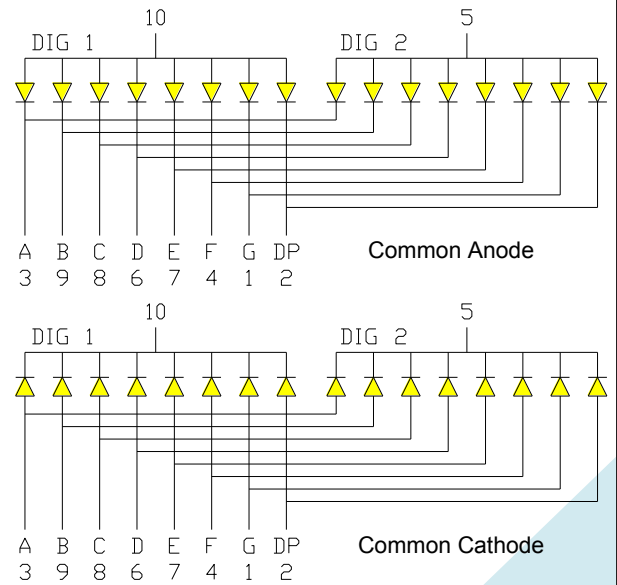 10 5
DIG 1 DIG 2
A B C D E F G DP Common Anode
3 9 8 6 7 4 1 2
10 5
DIG 1 DIG 2
A B C D E F G DP Common Cathode
3 9 8 6 7 4 1 2